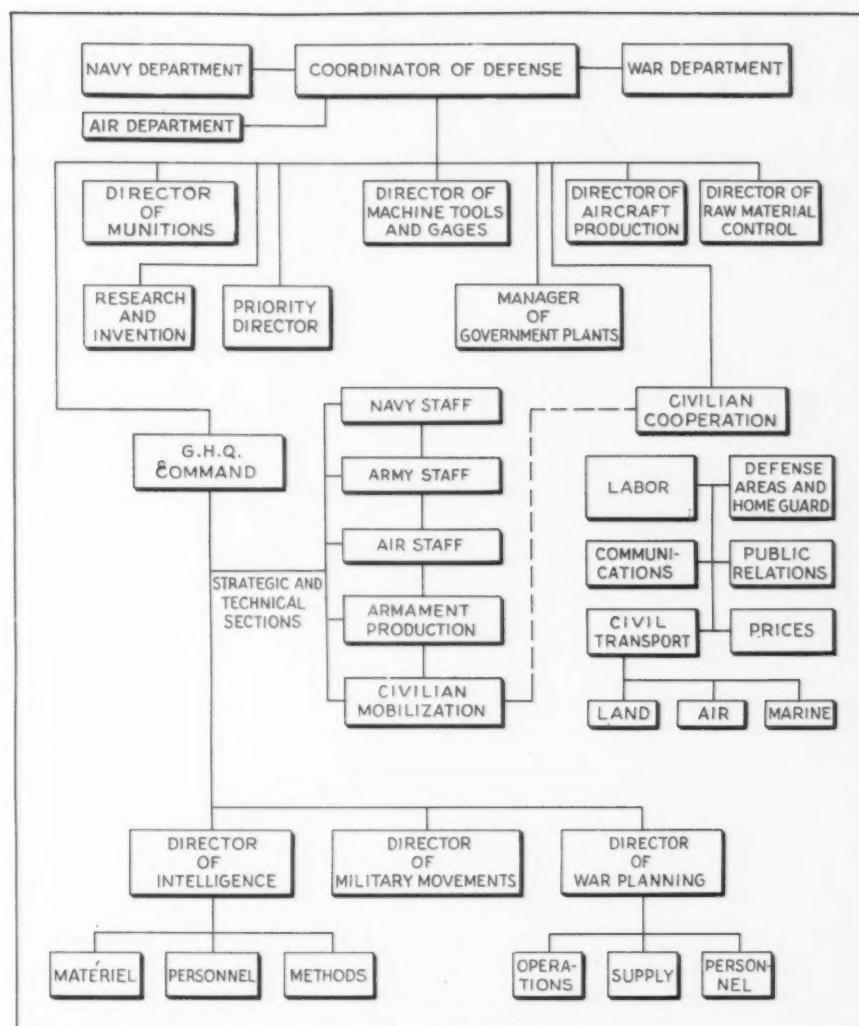 NAVY DEPARTMENT
COORDINATOR OF DEFENSE
WAR DEPARTMENT
AIR DEPARTMENT
DIRECTOR
OF
MUNITIONS
DIRECTOR OF
MACHINE TOOLS
AND GAGES
DIRECTOR OF
AIRCRAFT
PRODUCTION
DIRECTOR OF
RAW MATERIAL
CONTROL
RESEARCH
AND
INVENTION
PRIORITY
DIRECTOR
MANAGER
OF
GOVERNMENT PLANTS
NAVY STAFF
CIVILIAN
COOPERATION
G.H.Q.
COMMAND
ARMY STAFF
LABOR
DEFENSE
AREAS AND
HOME GUARD
AIR STAFF
COMMUNI-
CATIONS
PUBLIC
RELATIONS
STRATEGIC AND
TECHNICAL
SECTIONS
ARMAMENT
PRODUCTION
CIVIL
TRANSPORT
PRICES
CIVILIAN
MOBILIZATION
LAND
AIR
MARINE
DIRECTOR
OF
INTELLIGENCE
DIRECTOR
OF
MILITARY MOVEMENTS
DIRECTOR
OF
WAR PLANNING
MATÉRIEL
PERSONNEL
METHODS
OPERA-
TIONS
SUPPLY
PERSON-
NEL